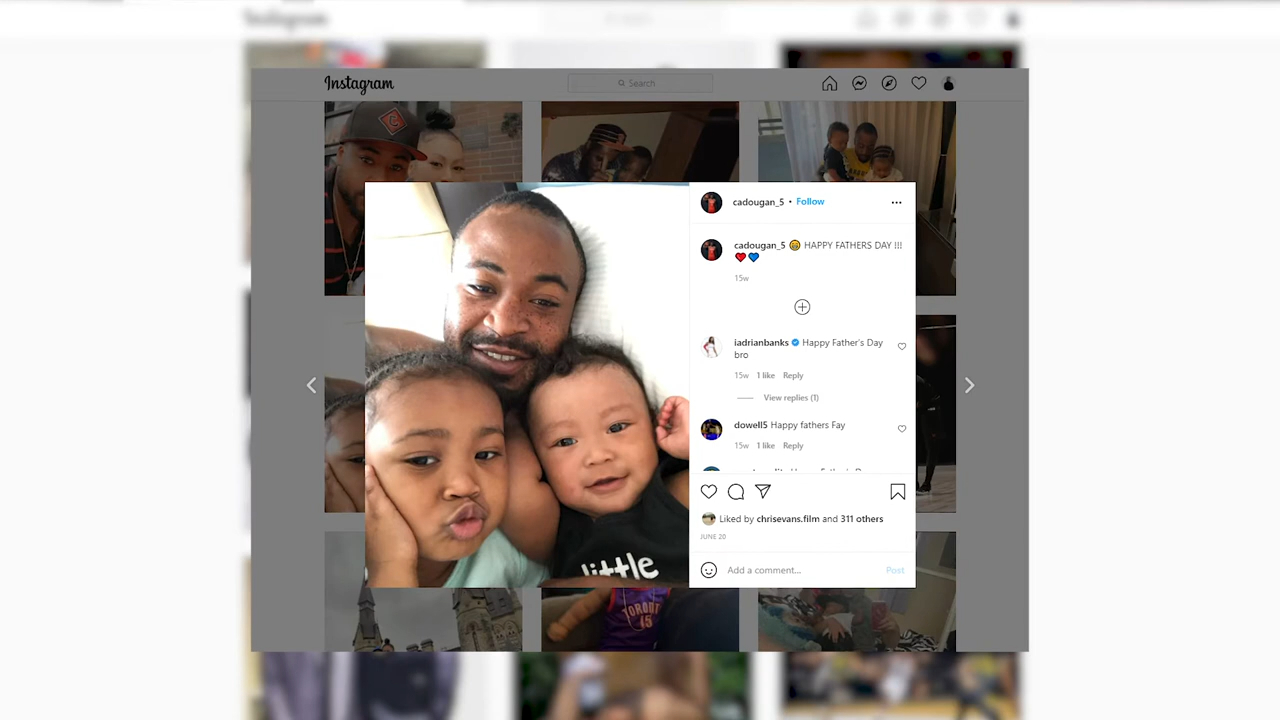 Instagram
Search
cadougan_5 • Follow
cadougan_5 😁 HAPPY FATHERS DAY !!!
❤️💙
15w
iadrianbanks Happy Father's Day
bro
15w 1 like Reply
View replies (1)
dowell5 Happy fathers Fay
15w 1 like Reply
Liked by chrisevans.film and 311 others
JUNE 20
Add a comment... Post
little
15